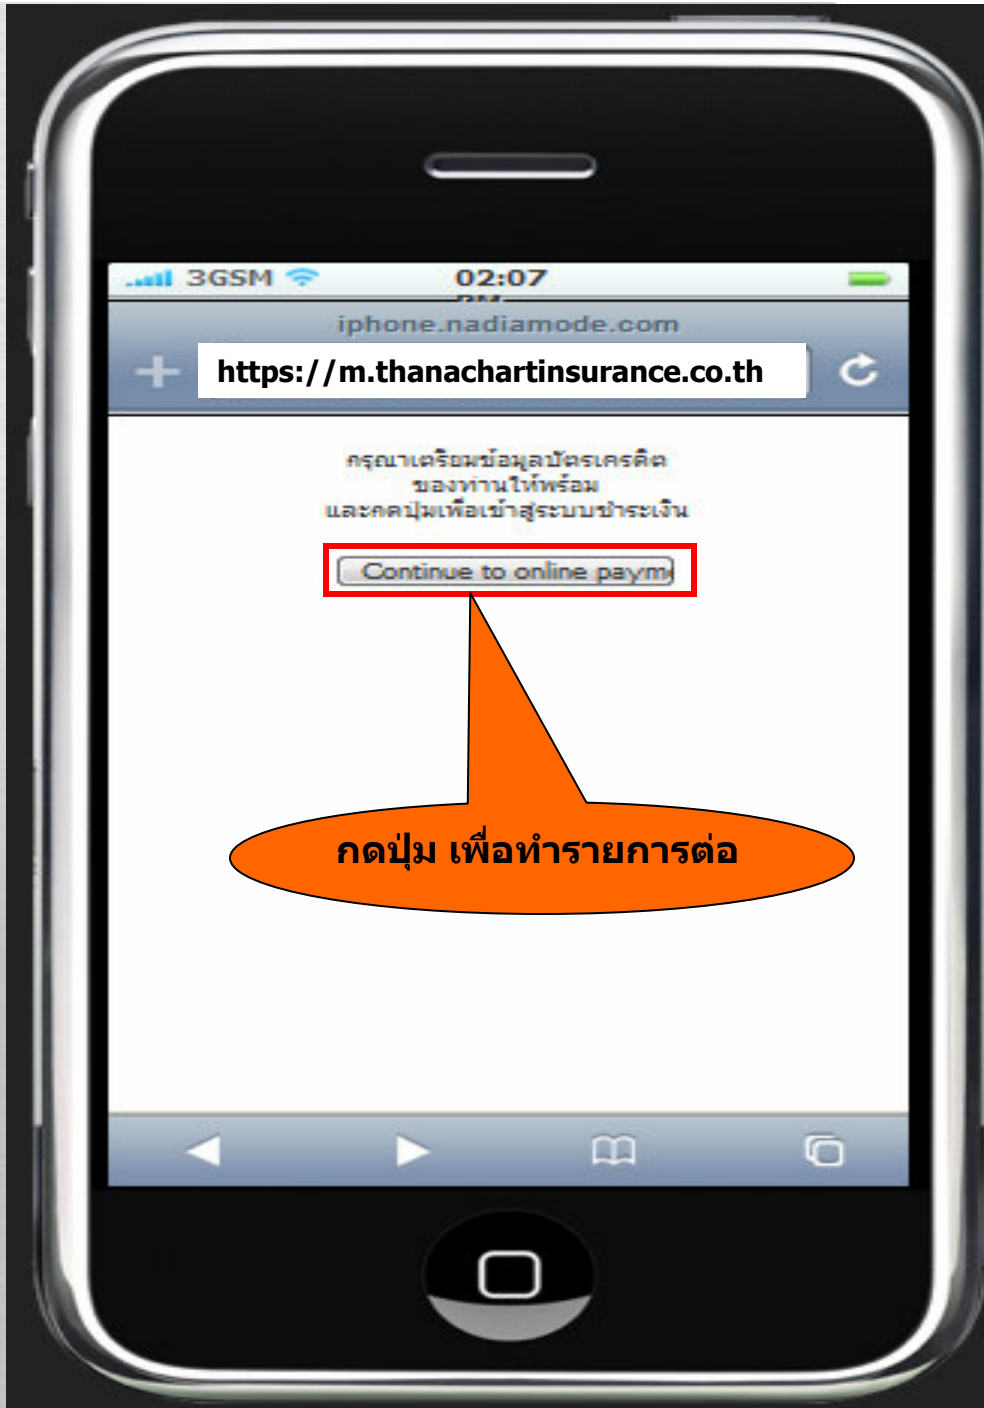 3GSM 02:07
iphone.nadiamode.com
https://m.thanachartinsurance.co.th
กรุณาเตรียมข้อมูลบัตรเครดิต
ของท่านให้พร้อม
และกดปุ่มเพื่อเข้าสู่ระบบชำระเงิน
Continue to online
กดปุ่ม เพื่อทำรายการต่อ